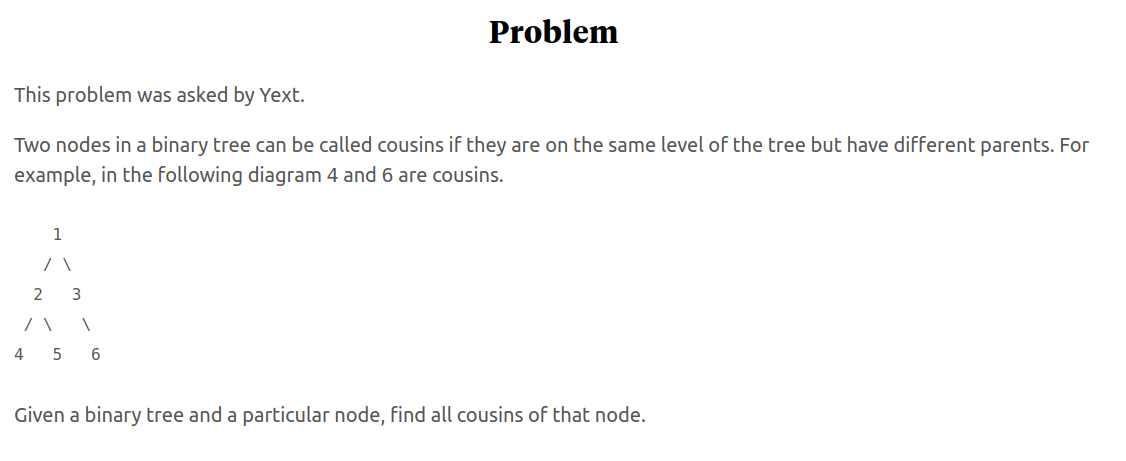 Problem
This problem was asked by Yext.
Two nodes in a binary tree can be called cousins if they are on the same level of the tree but have different parents. For
example, in the following diagram 4 and 6 are cousins.
    1
   / \
  2   3
 / \   \
4   5   6
Given a binary tree and a particular node, find all cousins of that node.